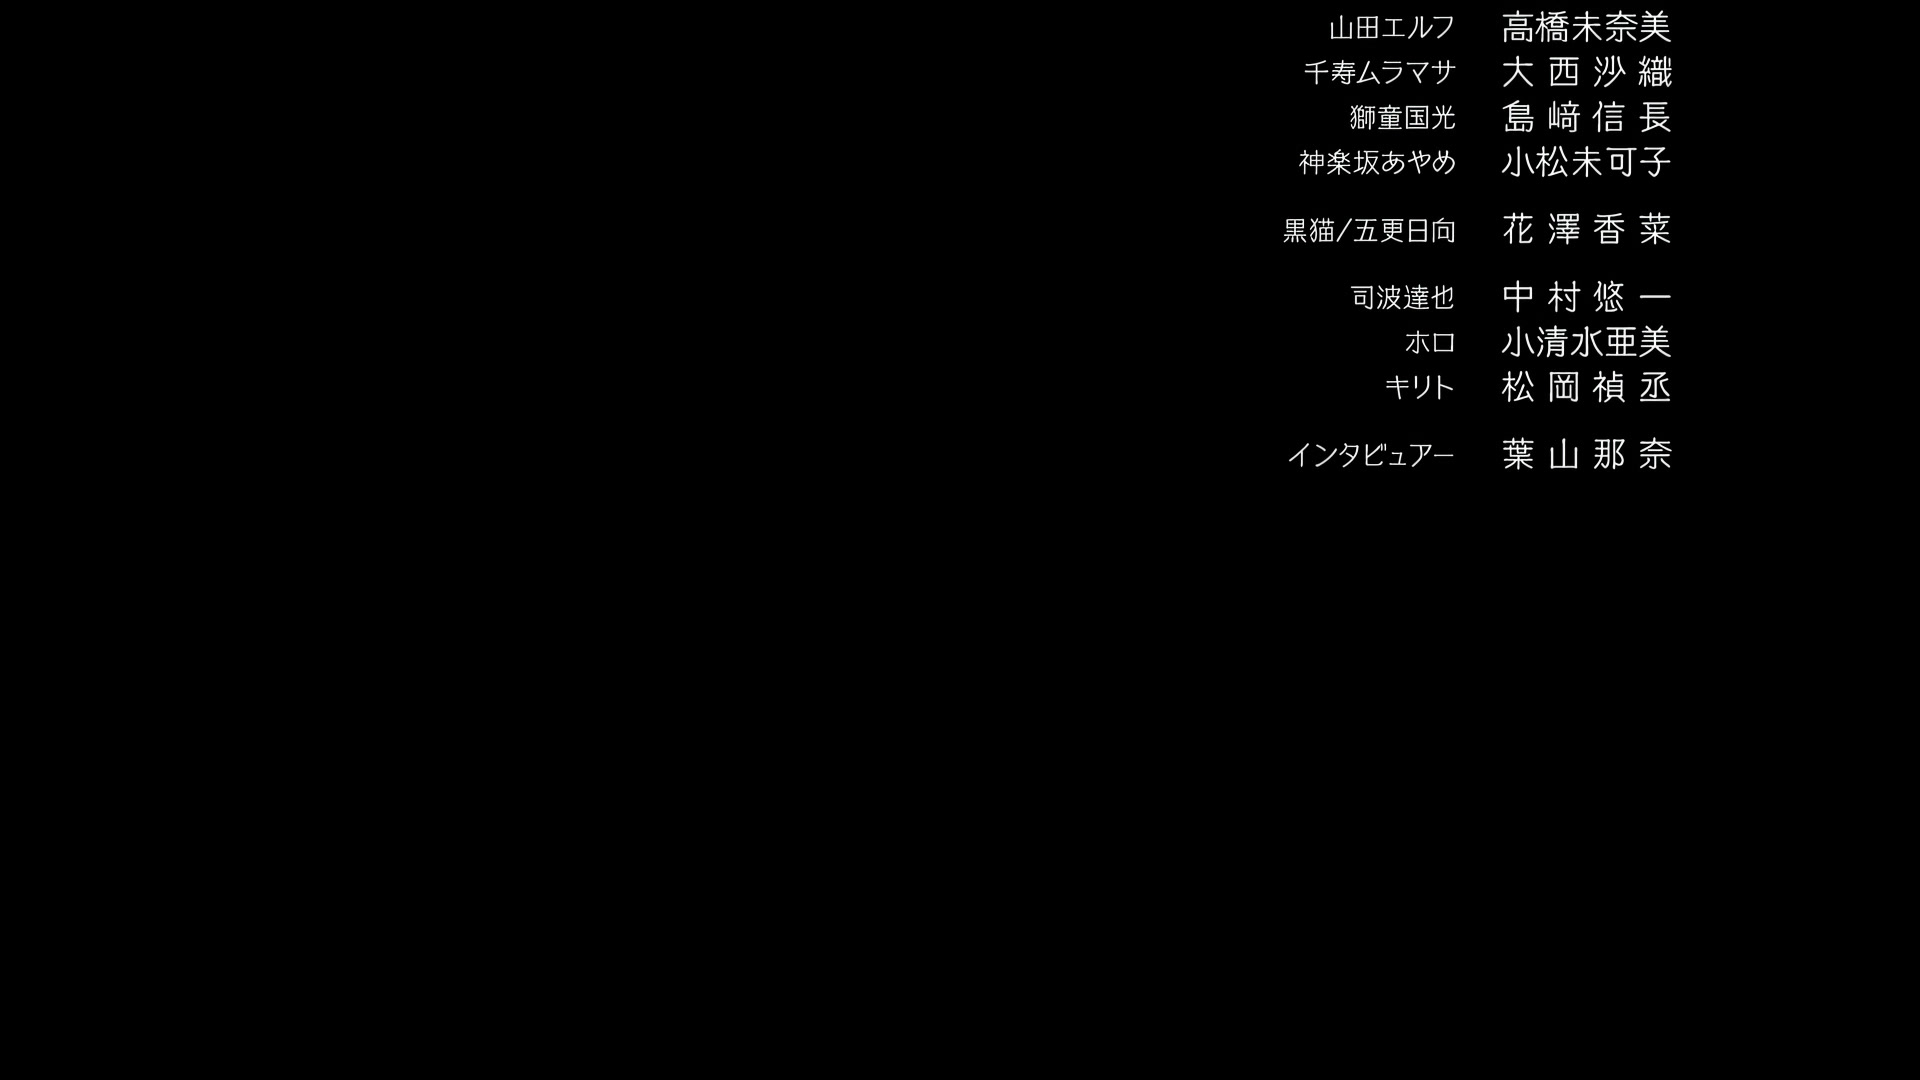 山田エルフ 高橋未奈美
千寿ムラマサ 大西沙織
獅童国光 島﨑信長
神楽坂あやめ 小松未可子
黒猫/五更日向 花澤香菜
司波達也 中村悠一
ホロ 小清水亜美
キリト 松岡禎丞
インタビュアー 葉山那奈